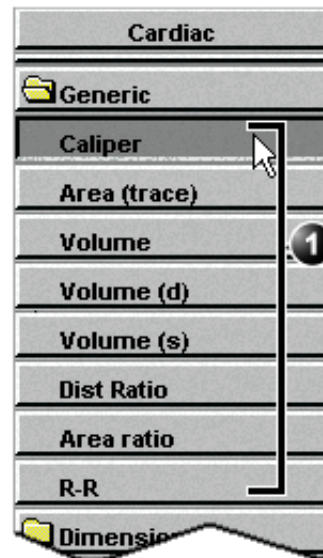 Cardiac
Generic
Caliper
Area (trace)
Volume
1
Volume (d)
Volume (s)
Dist Ratio
Area ratio
R-R